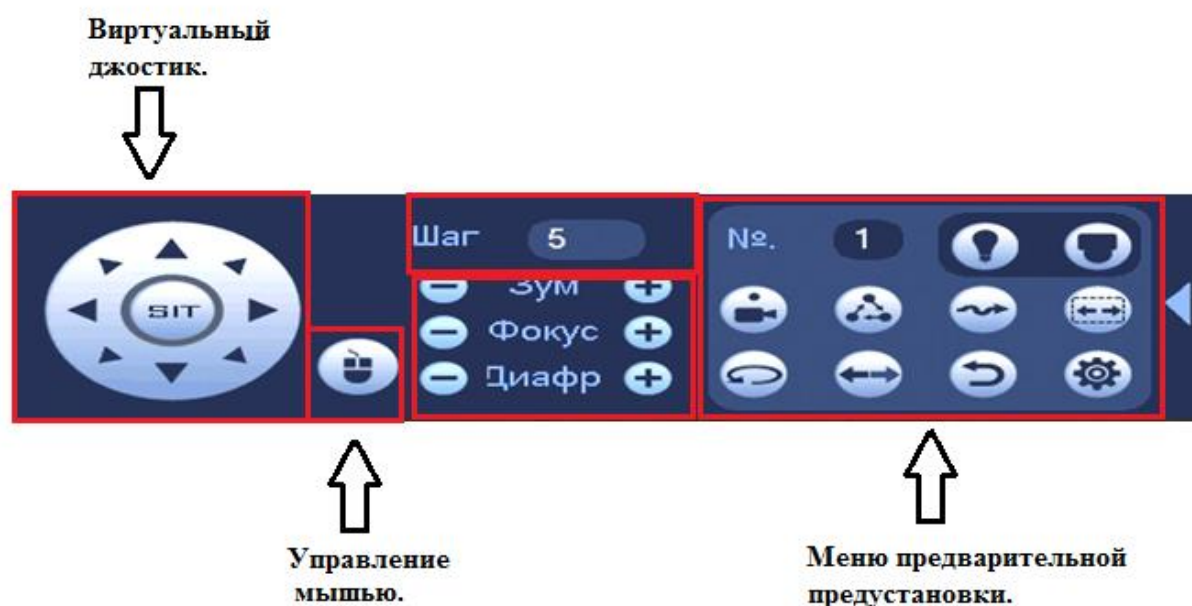 Виртуальный
джостик.
Шаг 5
Зум
Фокус
Диафр
SIT
№. 1
Управление
мышью.
Меню предварительной
предустановки.